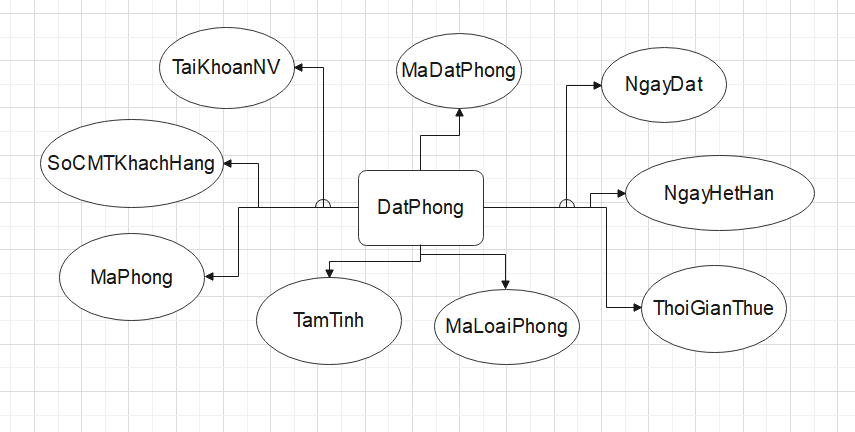 TaiKhoanNV
MaDatPhong
NgayDat
SoCMTKhachHang
NgayHetHan
DatPhong
MaPhong
TamTinh
MaLoaiPhong
ThoiGianThue